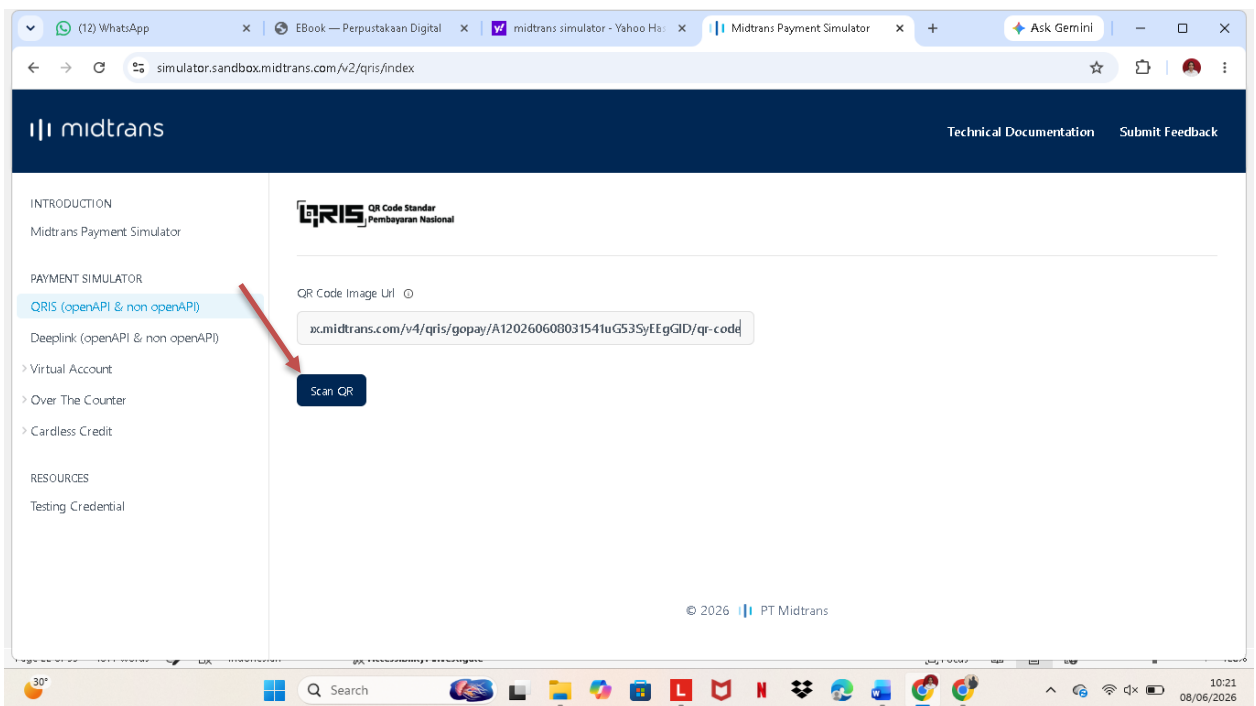 (12) WhatsApp
EBook — Perpustakaan Digital
midtrans simulator - Yahoo Has
Midtrans Payment Simulator
Ask Gemini
simulator.sandbox.midtrans.com/v2/qris/index
midtrans
Technical Documentation Submit Feedback
INTRODUCTION
Midtrans Payment Simulator
PAYMENT SIMULATOR
QRIS (openAPI & non openAPI)
Deeplink (openAPI & non openAPI)
Virtual Account
Over The Counter
Cardless Credit
RESOURCES
Testing Credential
QRIS QR Code Standar
Pembayaran Nasional
QR Code Image Url
x.midtrans.com/v4/qris/gopay/A120260608031541uG53SyEEgGID/qr-code
Scan QR
© 2026 PT Midtrans
30°
Search
10:21
08/06/2026